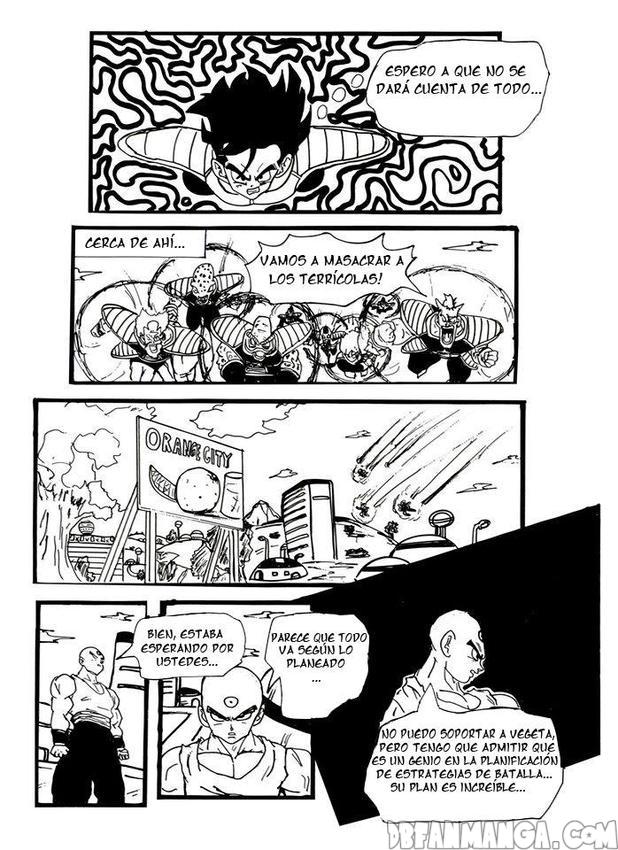 ESPERO A QUE NO SE
DARÁ CUENTA DE TODO...
CERCA DE AHÍ...
VAMOS A MASACRAR A
LOS TERRÍCOLAS!
ORANGE CITY
BIEN, ESTABA
ESPERANDO POR
USTEDES...
PARECE QUE TODO
VA SEGÚN LO
PLANEADO
...
NO PUEDO SOPORTAR A VEGETA,
PERO TENGO QUE ADMITIR QUE
ES UN GENIO EN LA PLANIFICACIÓN
DE ESTRATEGIAS DE BATALLA...
SU PLAN ES INCREÍBLE...
DBFANMANGA.COM